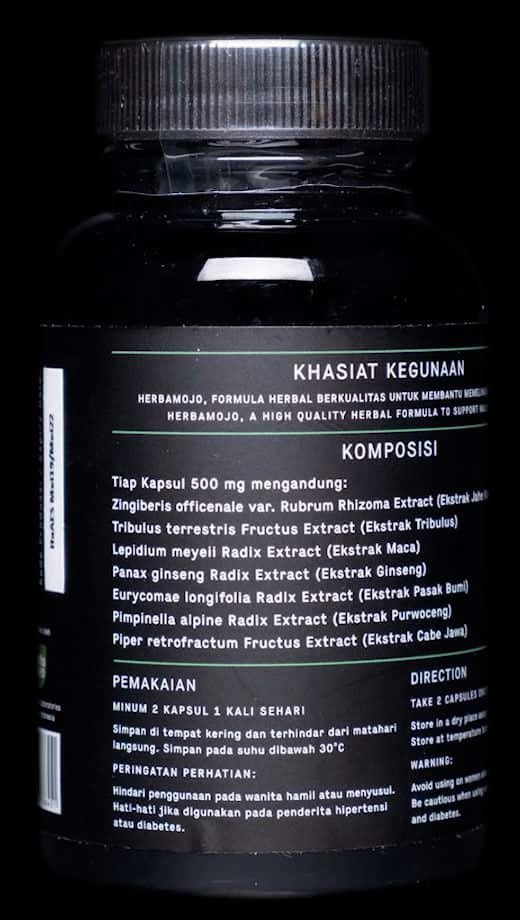 KHASIAT KEGUNAAN
HERBAMOJO, FORMULA HERBAL BERKUALITAS UNTUK MEMBANTU
HERBAMOJO, A HIGH QUALITY HERBAL FORMULA TO SUPPORT
KOMPOSISI
Tiap Kapsul 500 mg mengandung:
Zingiberis officenale var. Rubrum Rhizoma Extract (Ekstrak Jahe
Tribulus terrestris Fructus Extract (Ekstrak Tribulus)
Lepidium meyeii Radix Extract (Ekstrak Maca)
Panax ginseng Radix Extract (Ekstrak Ginseng)
Eurycomae longifolia Radix Extract (Ekstrak Pasak Bumi)
Pimpinella alpine Radix Extract (Ekstrak Purwoceng)
Piper retrofractum Fructus Extract (Ekstrak Cabe Jawa)
PEMAKAIAN
MINUM 2 KAPSUL 1 KALI SEHARI
Simpan di tempat kering dan terhindar dari matahari
langsung. Simpan pada suhu dibawah 30°C
PERINGATAN PERHATIAN:
Hindari penggunaan pada wanita hamil atau menyusui.
Hati-hati jika digunakan pada penderita hipertensi
atau diabetes.
DIRECTION
TAKE 2 CAPSULES
Store in a dry place
Store at temperature
WARNING:
Avoid using on women
Be cautious when using
and diabetes.
HaACS Mei19/Mei22